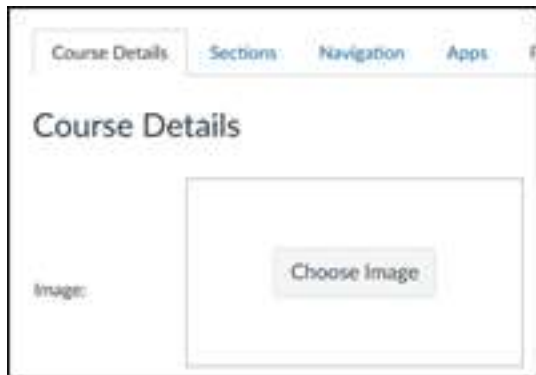 Course Details Sections Navigation Apps
Course Details
Choose Image
Image: